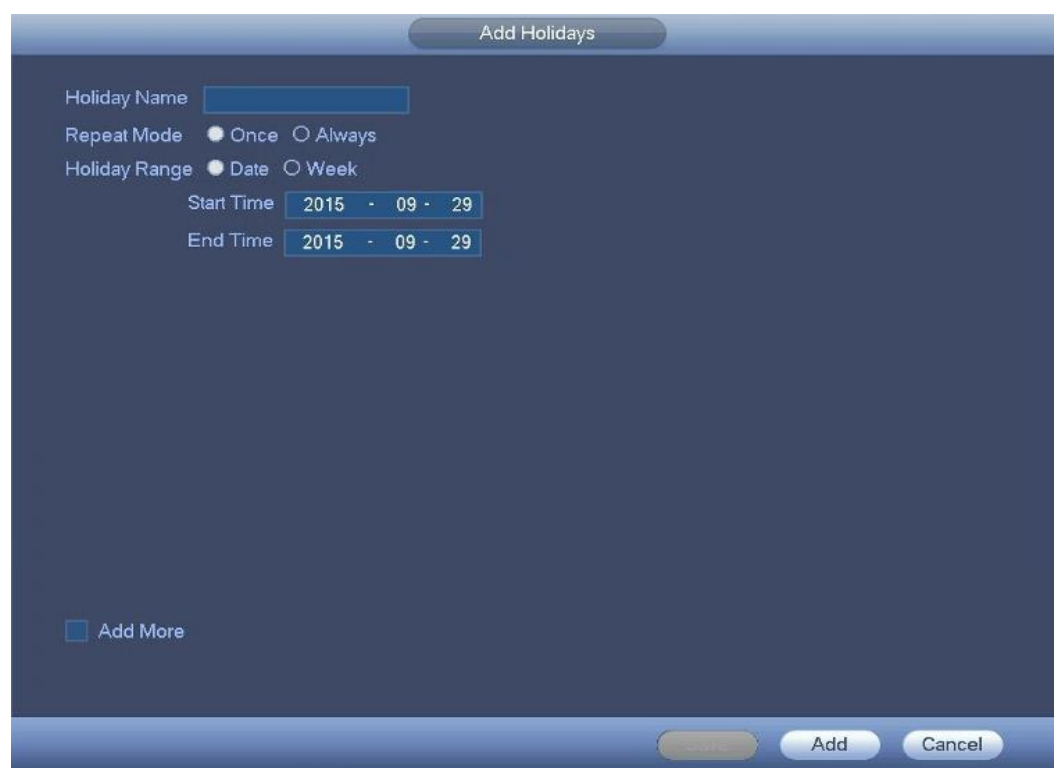 Add Holidays
Holiday Name
Repeat Mode Once Always
Holiday Range Date Week
Start Time 2015 - 09 - 29
End Time 2015 - 09 - 29
Add More
Add Cancel